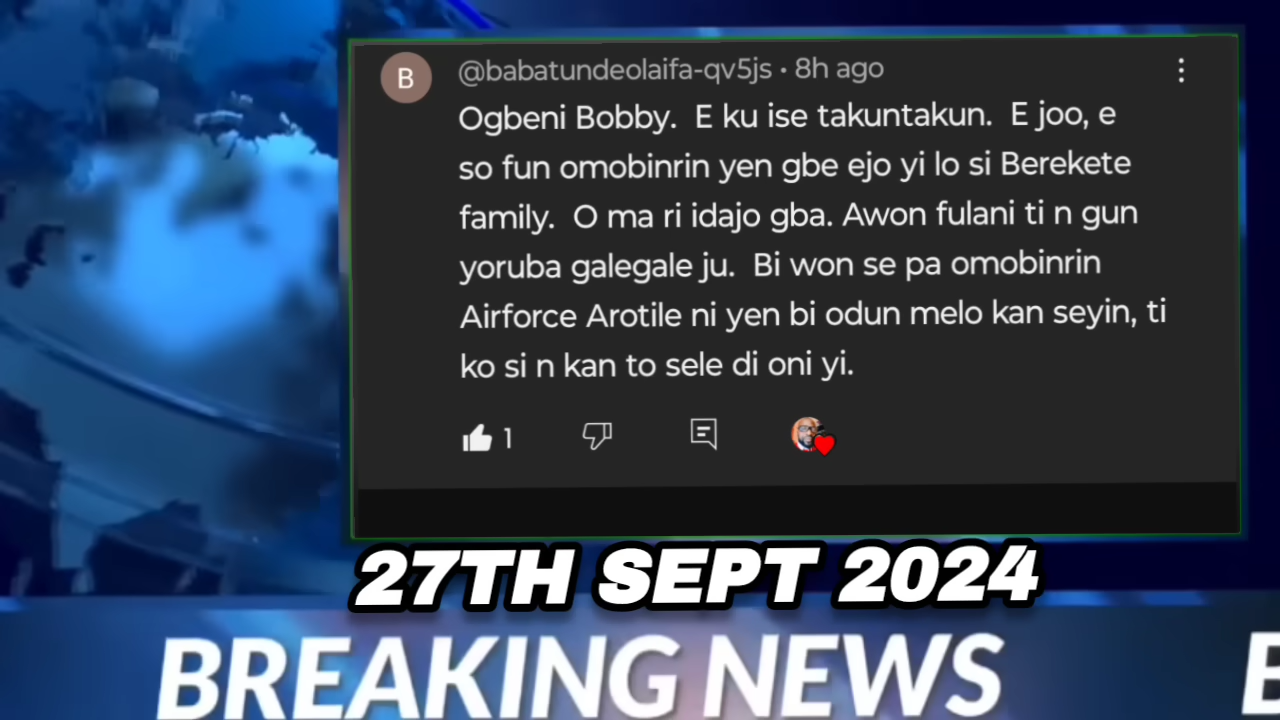 B
@babatundeolaifa-qv5js • 8h ago
Ogbeni Bobby. E ku ise takuntakun. E joo, e
so fun omobinrin yen gbe ejo yi lo si Berekete
family. O ma ri idajo gba. Awon fulani ti n gun
yoruba galegale ju. Bi won se pa omobinrin
Airforce Arotile ni yen bi odun melo kan seyin, ti
ko si n kan to sele di oni yi.
1
27TH SEPT 2024
BREAKING NEWS